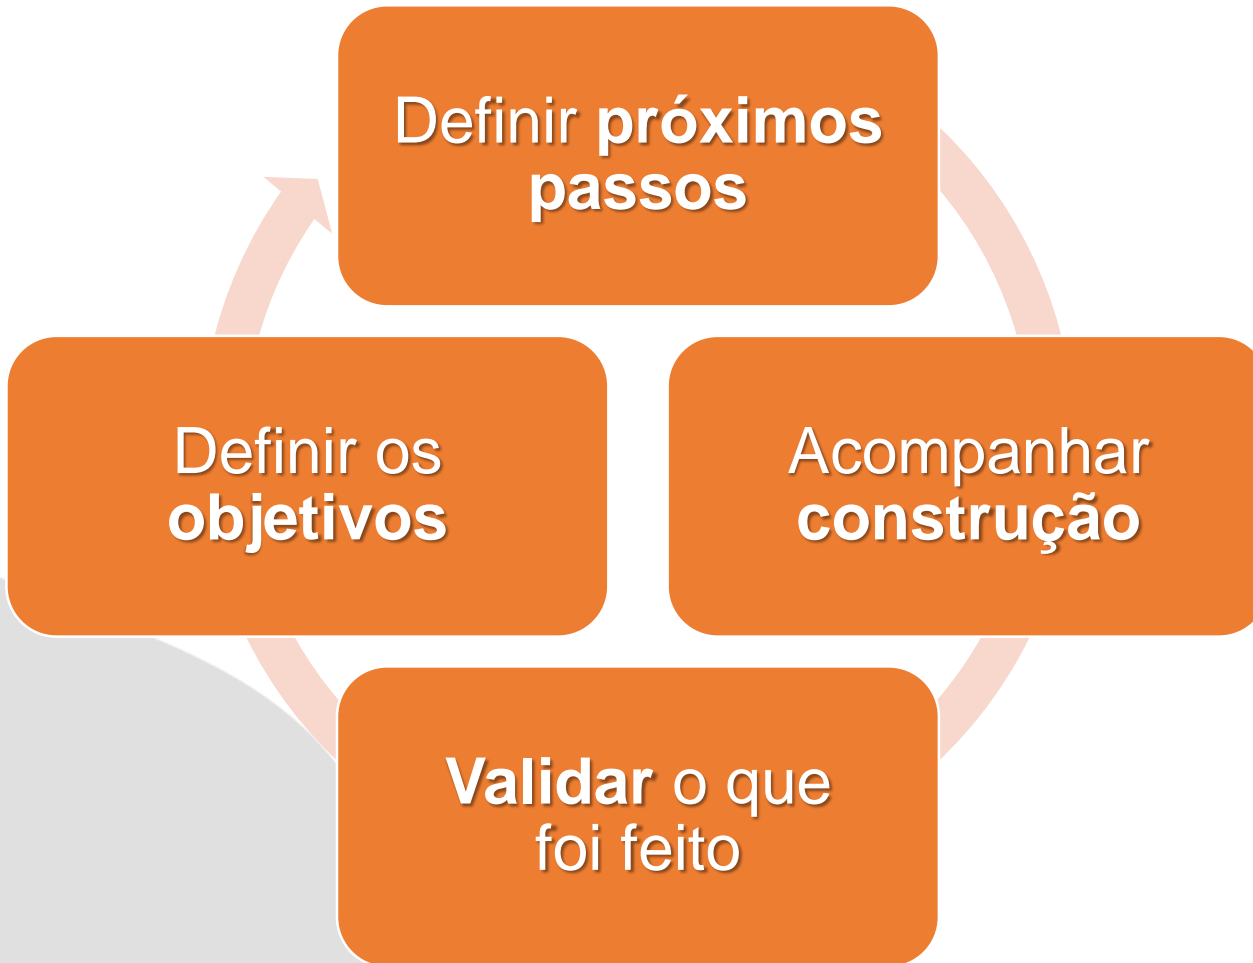 Definir próximos
passos
Definir os
objetivos
Acompanhar
construção
Validar o que
foi feito